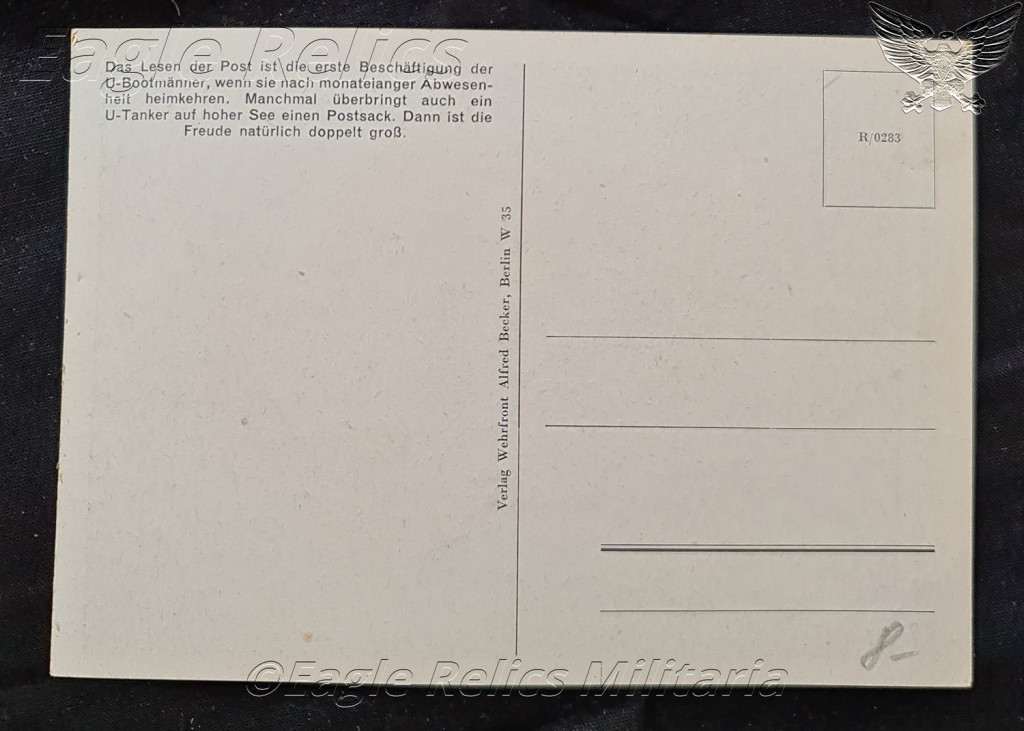 Eagle Relics
Das Lesen der Post ist die erste Beschäftigung der
U-Bootmänner, wenn sie nach monatelanger Abwesen-
heit heimkehren. Manchmal überbringt auch ein
U-Tanker auf hoher See einen Postsack. Dann ist die
Freude natürlich doppelt groß.
R/0283
Verlag Wehrfront Alfred Becker, Berlin W 35
8-
©Eagle Relics Militaria